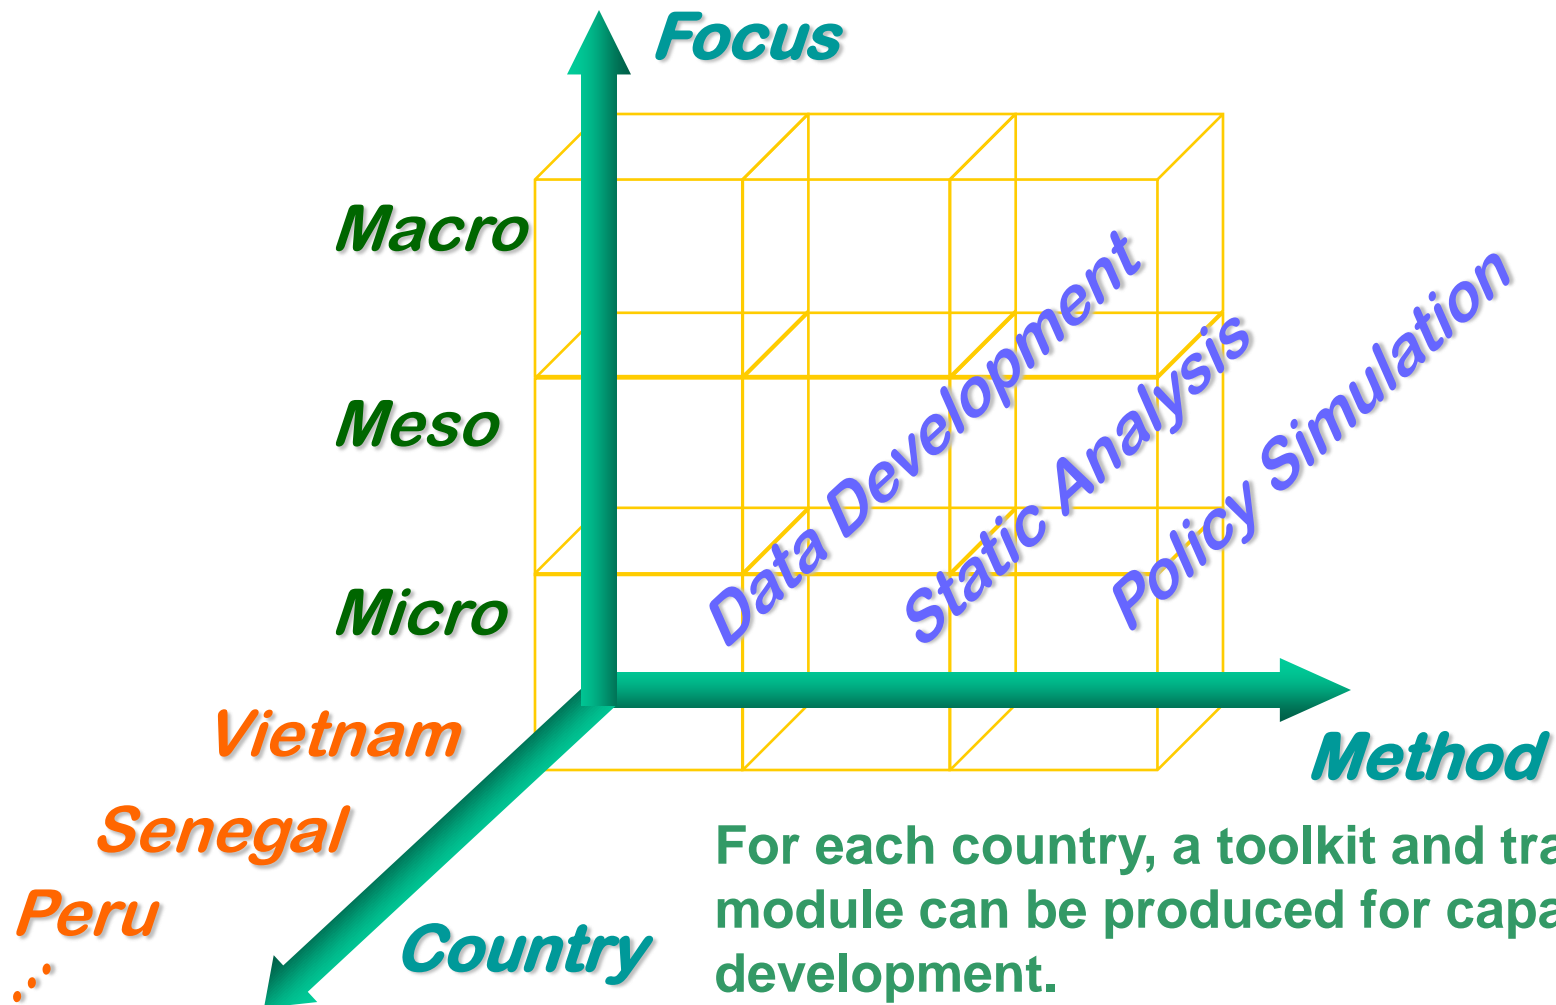 Focus
Macro
Meso
Micro
Data Development
Static Analysis
Policy Simulation
Vietnam
Senegal
Peru
...
Method
Country
For each country, a toolkit and tra
module can be produced for capa
development.